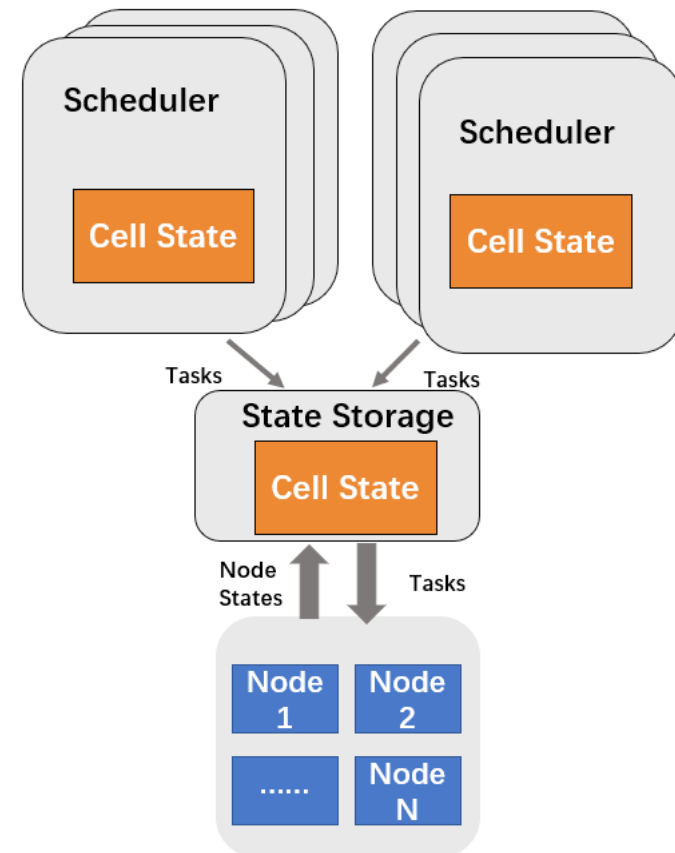 Scheduler
Cell State
Scheduler
Cell State
Tasks
Tasks
State Storage
Cell State
Node
States
Tasks
Node
1
Node
2
......
Node
N